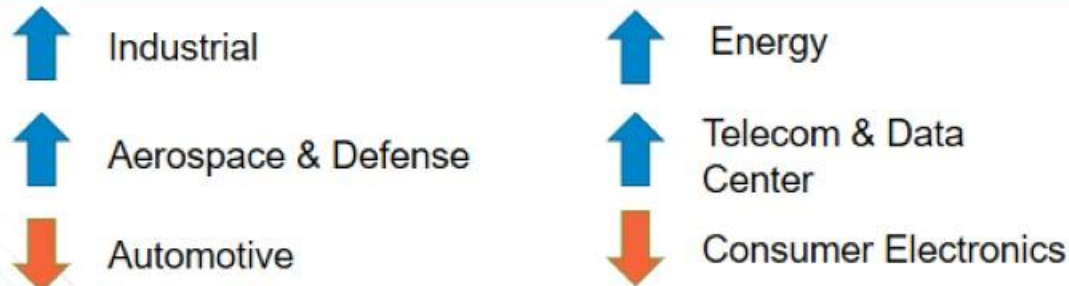 Industrial
Energy
Aerospace & Defense
Telecom & Data
Center
Automotive
Consumer Electronics